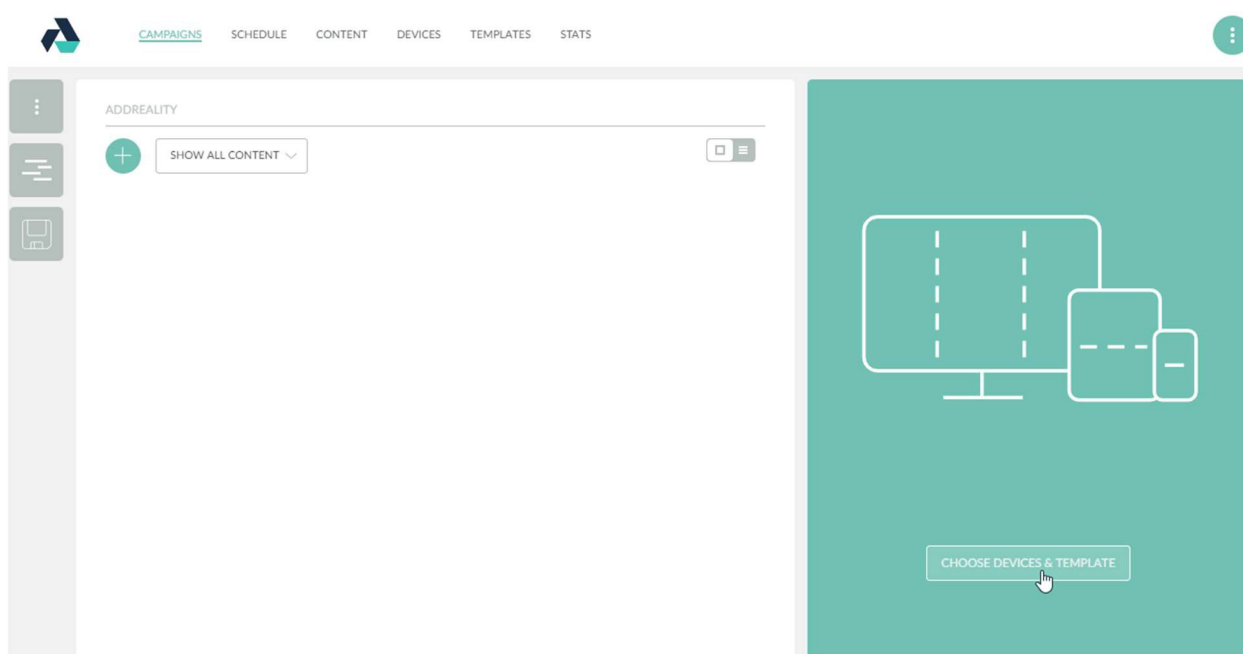 CAMPAIGNS SCHEDULE CONTENT DEVICES TEMPLATES STATS
ADDREALITY
SHOW ALL CONTENT
CHOOSE DEVICES & TEMPLATE